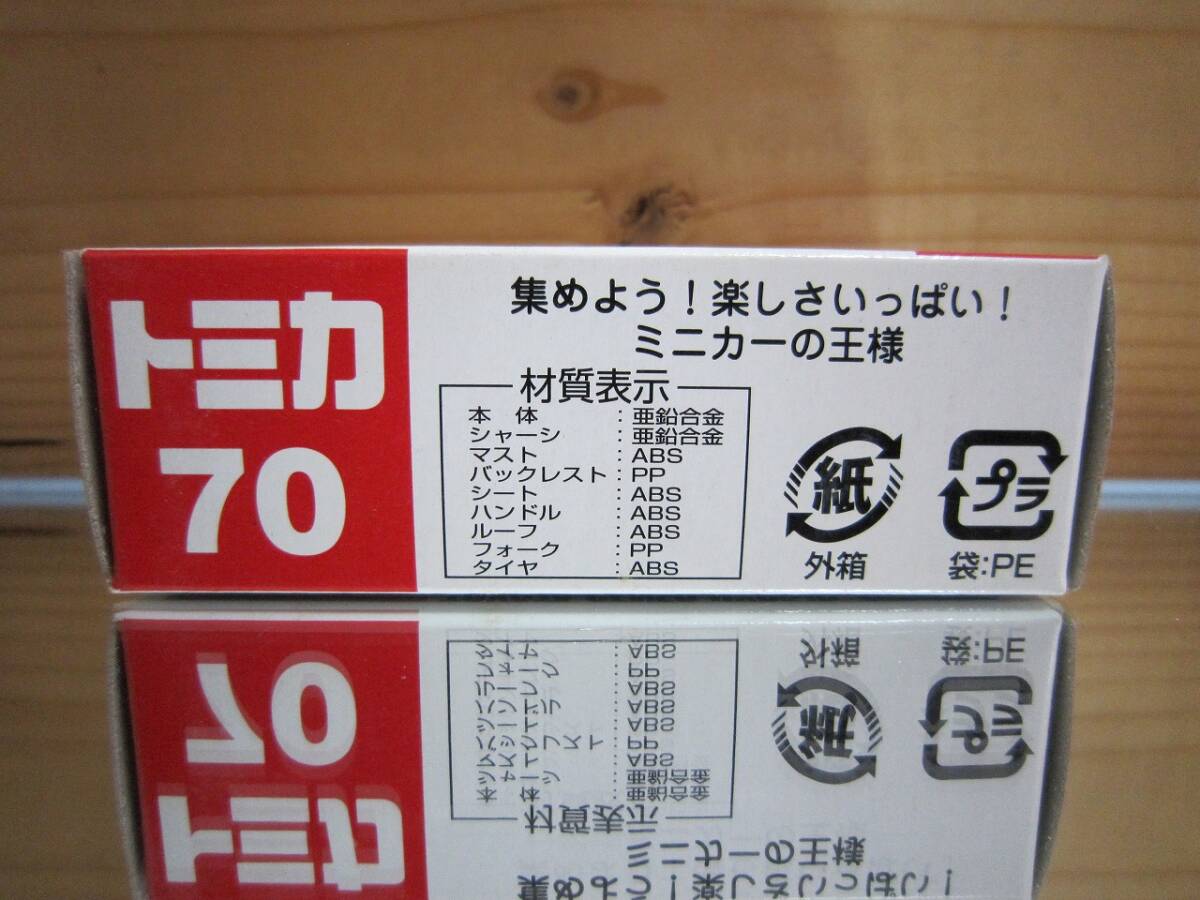 トミカ
70
集めよう！楽しさいっぱい！
ミニカーの王様
材質表示
本　体　：亜鉛合金
シャーシ　：亜鉛合金
マスト　：ABS
バックレスト：PP
シート　：ABS
ハンドル　：ABS
ルーフ　：ABS
フォーク　：PP
タイヤ　：ABS
紙
外箱
プラ
袋:PE